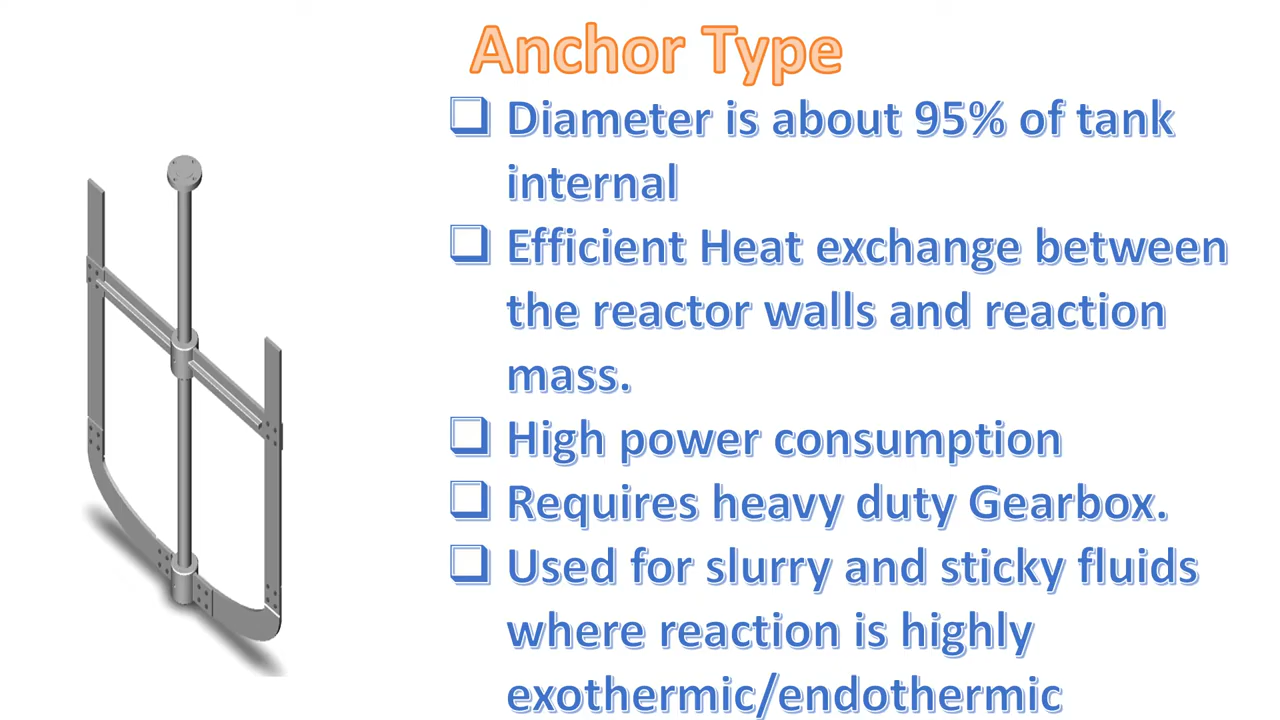 Anchor Type
❑ Diameter is about 95% of tank
internal
❑ Efficient Heat exchange between
the reactor walls and reaction
mass.
❑ High power consumption
❑ Requires heavy duty Gearbox.
❑ Used for slurry and sticky fluids
where reaction is highly
exothermic/endothermic